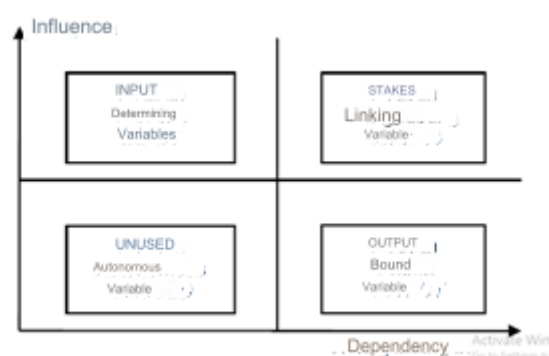 Influence
INPUT
Determining
Variables
STAKES
Linking
Variable
UNUSED
Autonomous
Variable
OUTPUT
Bound
Variable
Dependency
Activate Win